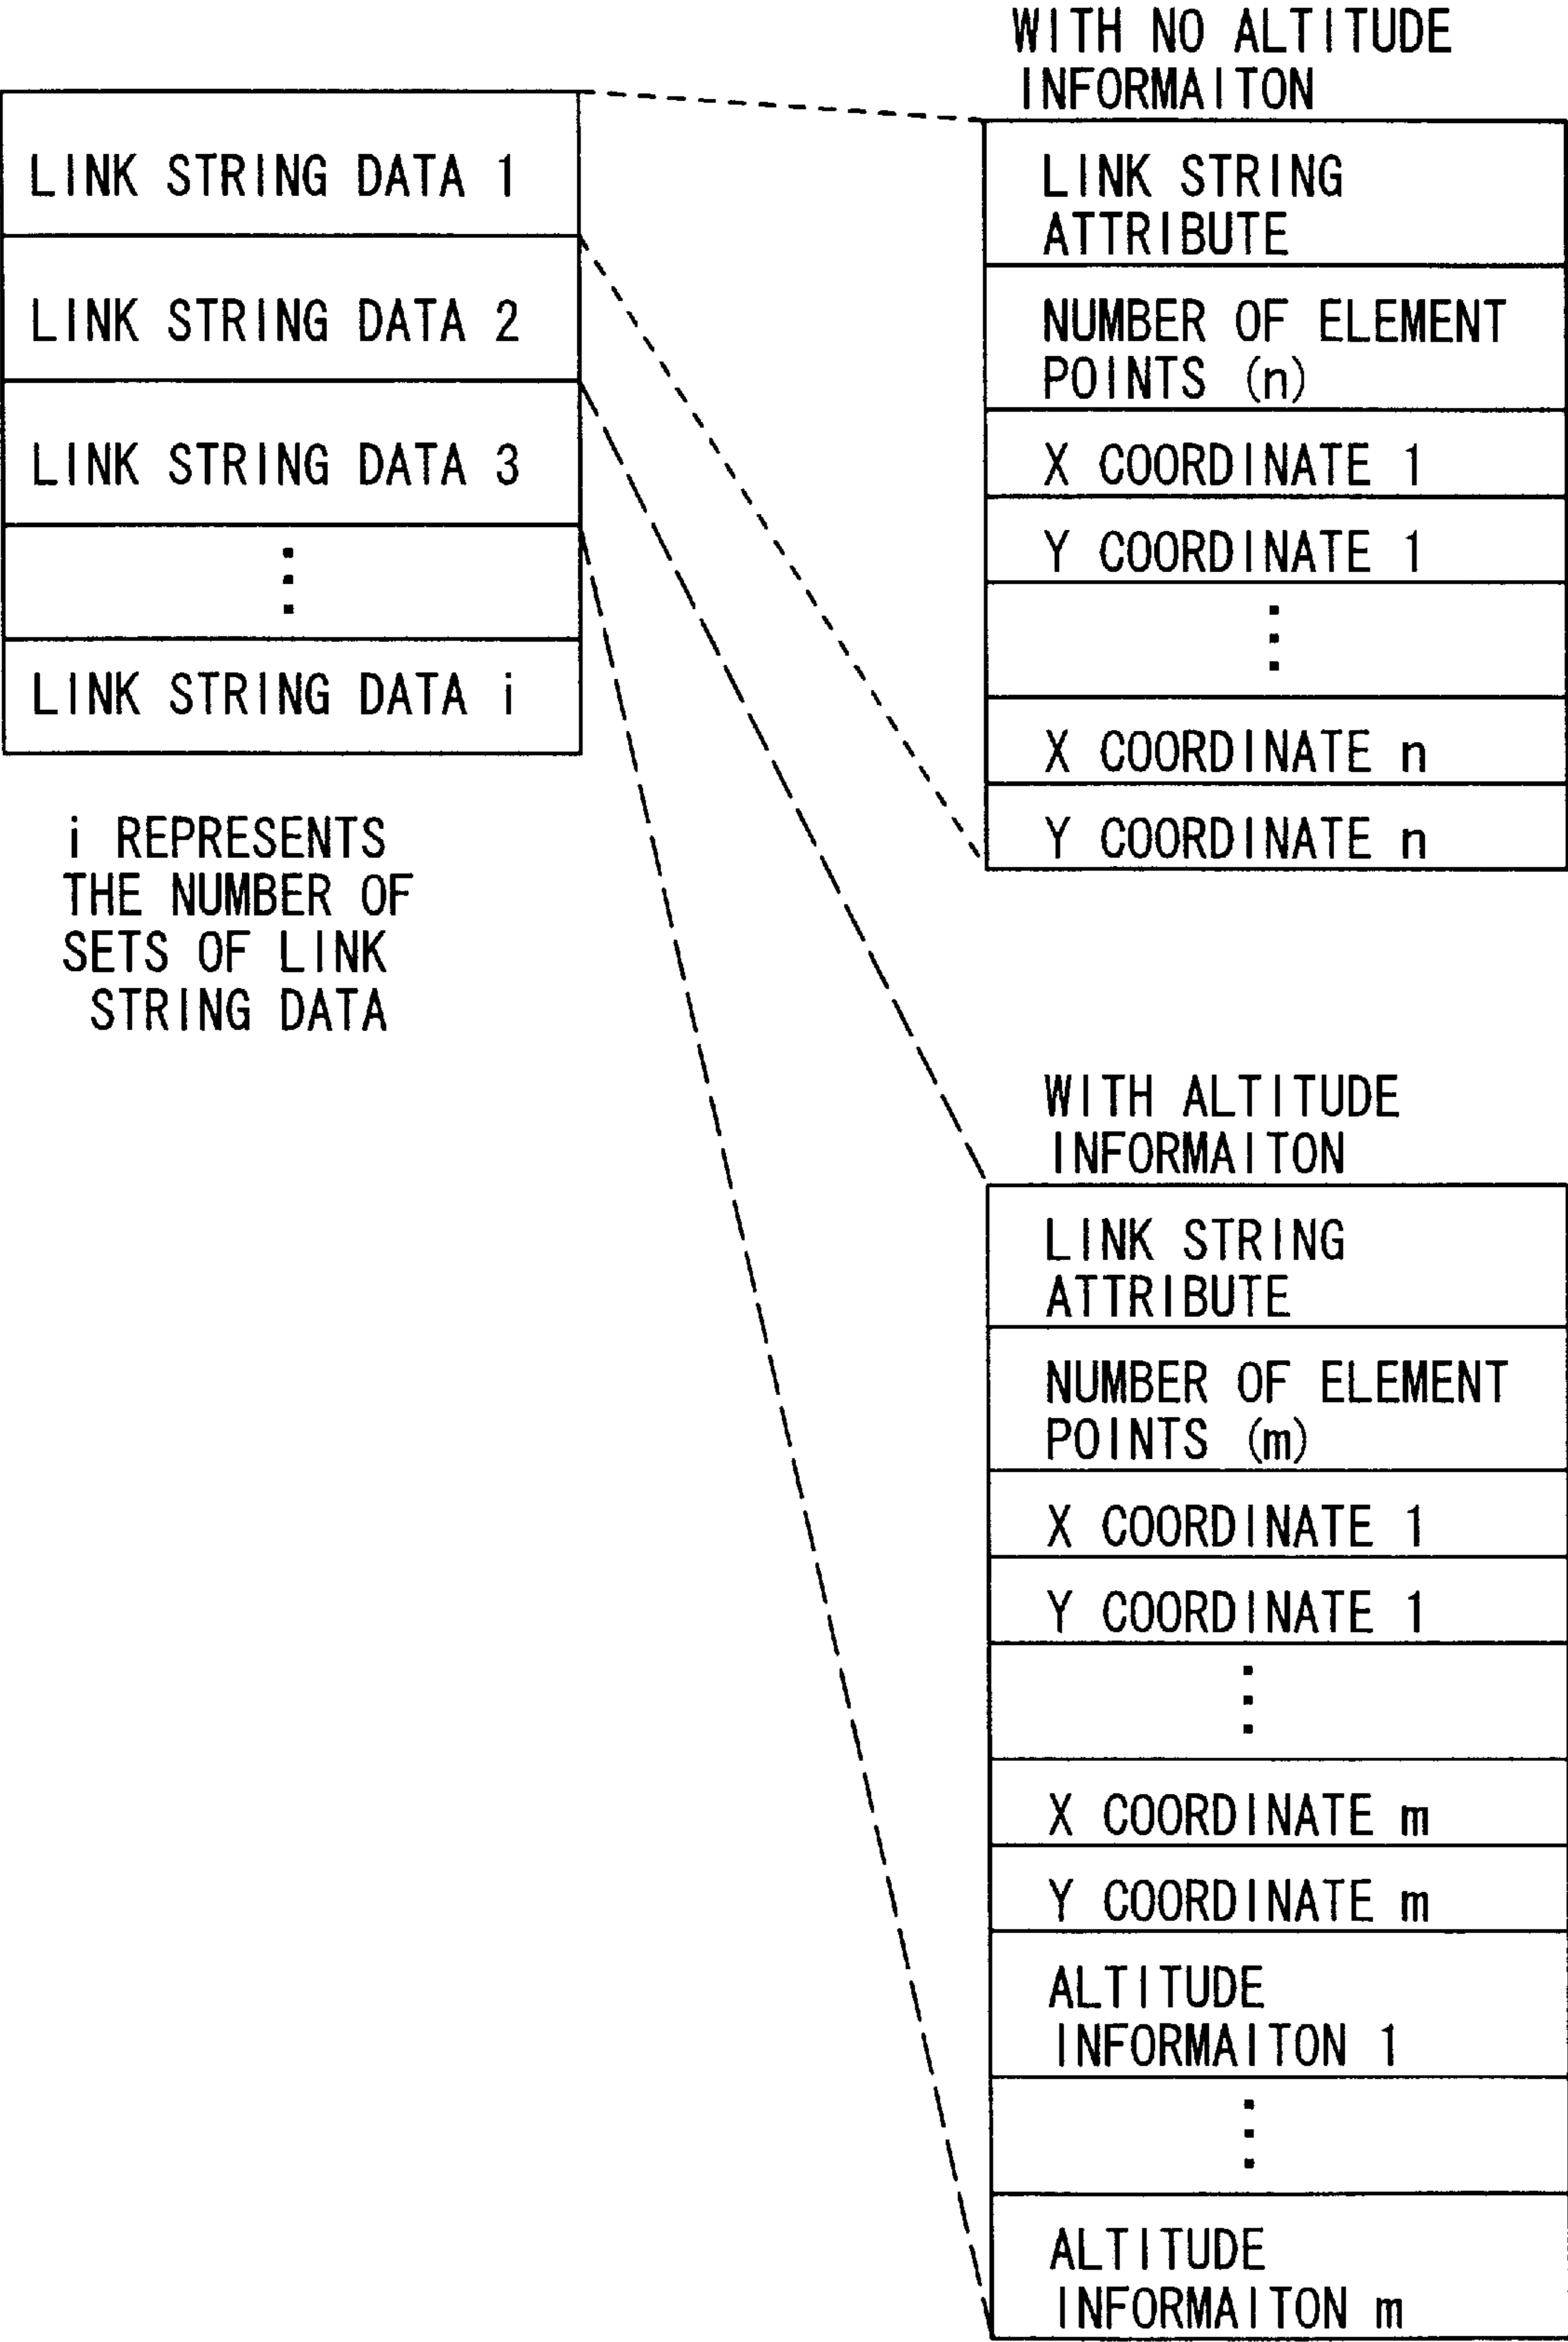 LINK STRING DATA 1
LINK STRING DATA 2
LINK STRING DATA 3
LINK STRING DATA i
i REPRESENTS
THE NUMBER OF
SETS OF LINK
STRING DATA
WITH NO ALTITUDE
INFORMAITON
LINK STRING
ATTRIBUTE
NUMBER OF ELEMENT
POINTS (n)
X COORDINATE 1
Y COORDINATE 1
X COORDINATE n
Y COORDINATE n
WITH ALTITUDE
INFORMAITON
LINK STRING
ATTRIBUTE
NUMBER OF ELEMENT
POINTS (m)
X COORDINATE 1
Y COORDINATE 1
X COORDINATE m
Y COORDINATE m
ALTITUDE
INFORMAITON 1
ALTITUDE
INFORMAITON m